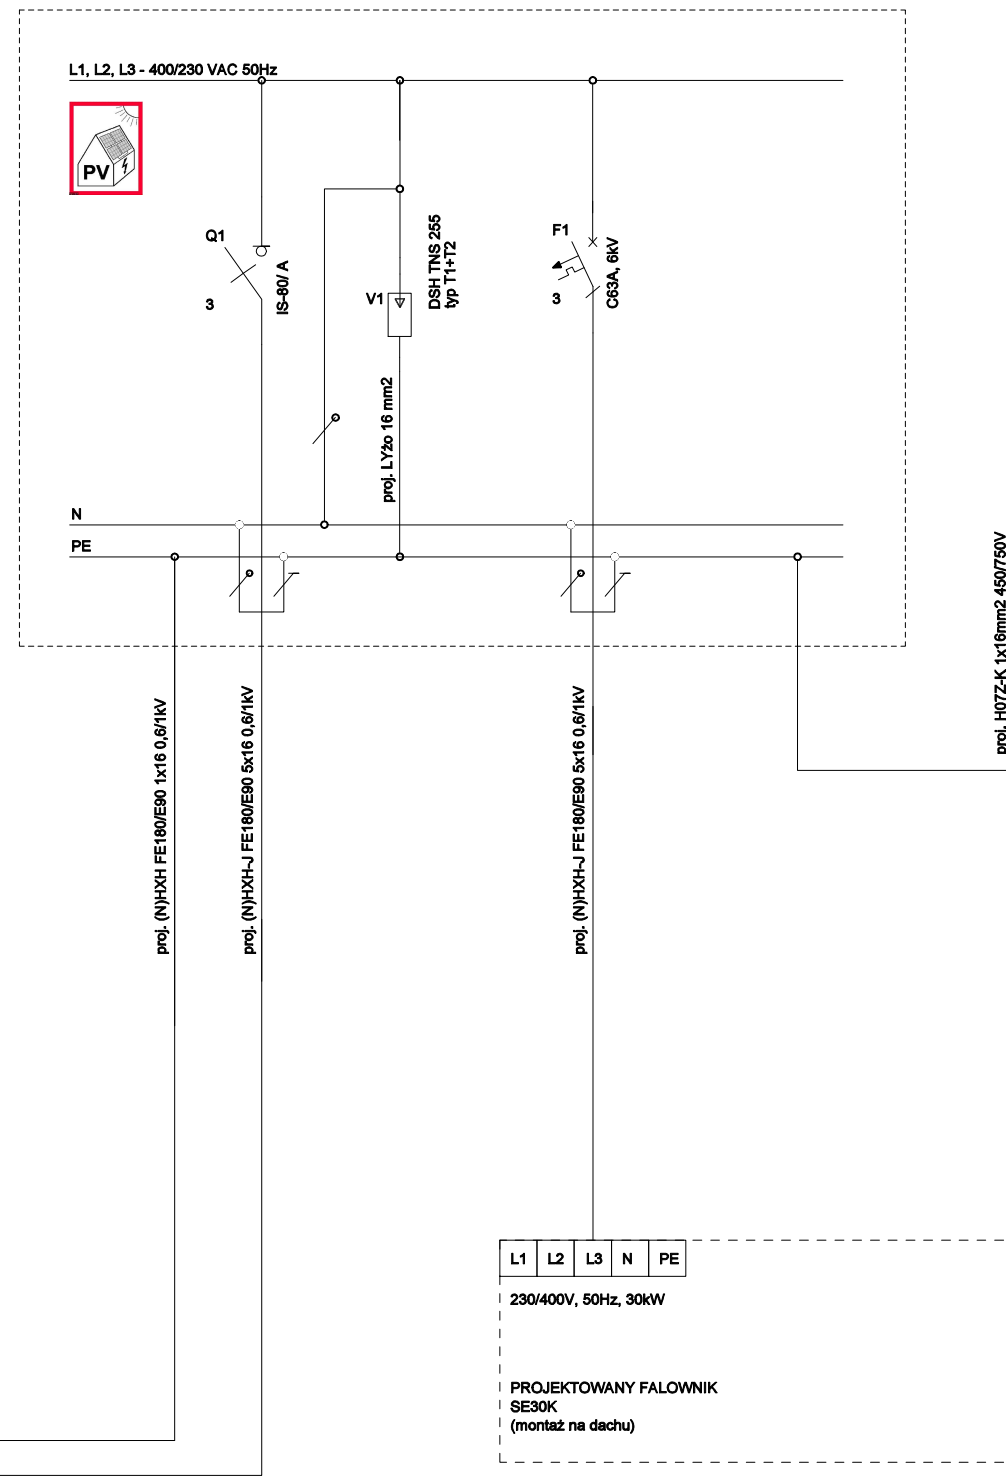 L1, L2, L3 - 400/230 VAC 50Hz
PV
Q1
3
IS-80/ A
V1
DSH TNS 255
typ T1+T2
F1
3
C63A, 6kV
proj. LYżo 16 mm2
N
PE
proj. H07Z-K 1x16mm2 450/750V
proj. (N)HXH FE180/E90 1x16 0,6/1kV
proj. (N)HXH-J FE180/E90 5x16 0,6/1kV
proj. (N)HXH-J FE180/E90 5x16 0,6/1kV
L1 L2 L3 N PE
230/400V, 50Hz, 30kW
PROJEKTOWANY FALOWNIK
SE30K
(montaż na dachu)